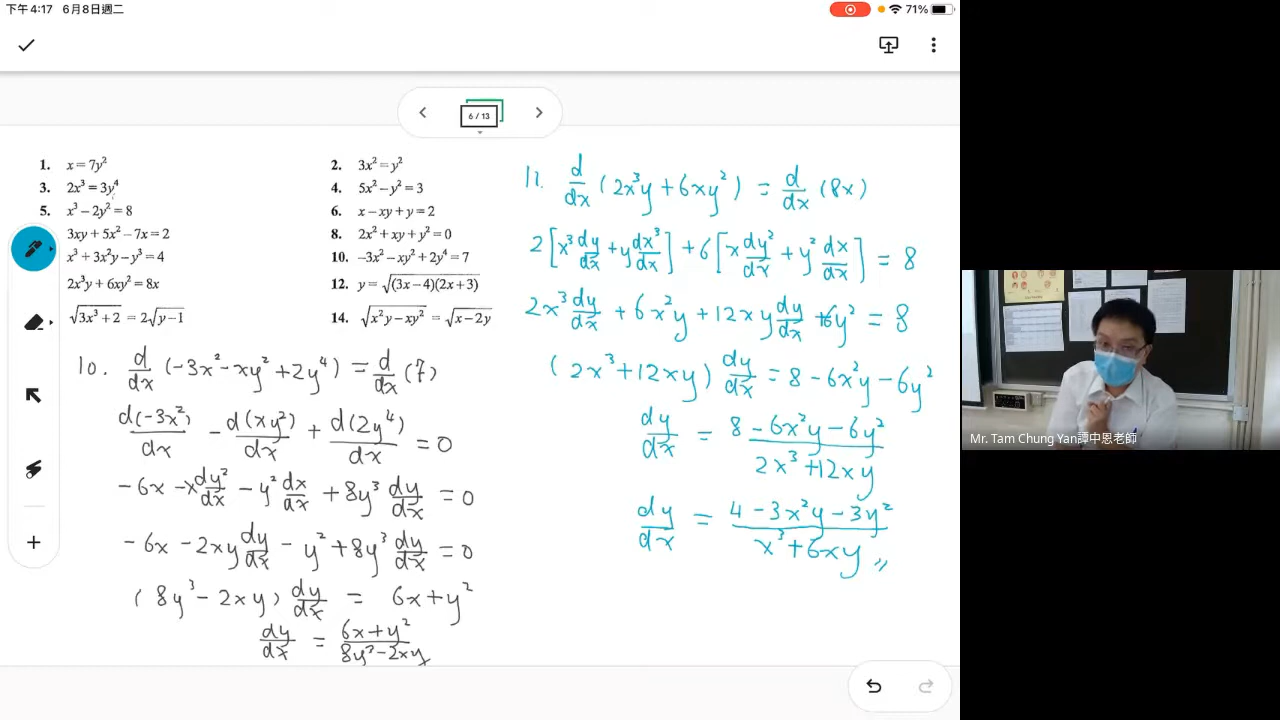 下午4:17 6月8日週二
71%
6 / 13
1. x = 7y²
2. 3x² = y²
3. 2x³ = 3y⁴
4. 5x² − y² = 3
5. x³ − 2y² = 8
6. x − xy + y = 2
3xy + 5x² − 7x = 2
8. 2x² + xy + y² = 0
x³ + 3x²y − y³ = 4
10. −3x² − xy² + 2y⁴ = 7
2x³y + 6xy² = 8x
12. y = √((3x − 4)(2x + 3))
√(3x³ + 2) = 2√(y − 1)
14. √(x²y − xy²) = √(x − 2y)
10. d/dx (−3x² − xy² + 2y⁴) = d/dx (7)
d(−3x²)/dx − d(xy²)/dx + d(2y⁴)/dx = 0
−6x − x dy²/dx − y² dx/dx + 8y³ dy/dx = 0
−6x − 2xy dy/dx − y² + 8y³ dy/dx = 0
(8y³ − 2xy) dy/dx = 6x + y²
dy/dx = (6x + y²)/(8y³ − 2xy)
11. d/dx (2x³y + 6xy²) = d/dx (8x)
2[x³ dy/dx + y dx³/dx] + 6[x dy²/dx + y² dx/dx] = 8
2x³ dy/dx + 6x²y + 12xy dy/dx + 6y² = 8
(2x³ + 12xy) dy/dx = 8 − 6x²y − 6y²
dy/dx = (8 − 6x²y − 6y²)/(2x³ + 12xy)
dy/dx = (4 − 3x²y − 3y²)/(x³ + 6xy) //
Mr. Tam Chung Yan譚中恩老師